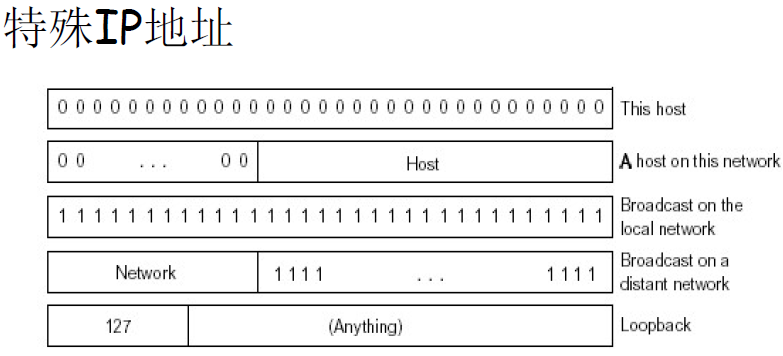 特殊IP地址
0 0 0 0 0 0 0 0 0 0 0 0 0 0 0 0 0 0 0 0 0 0 0 0 0 0 0 0 0 0 0 0 This host
0 0 ... 0 0 Host A host on this network
1 1 1 1 1 1 1 1 1 1 1 1 1 1 1 1 1 1 1 1 1 1 1 1 1 1 1 1 1 1 1 1 Broadcast on the
local network
Network 1 1 1 1 ... 1 1 1 1 Broadcast on a
distant network
127 (Anything) Loopback